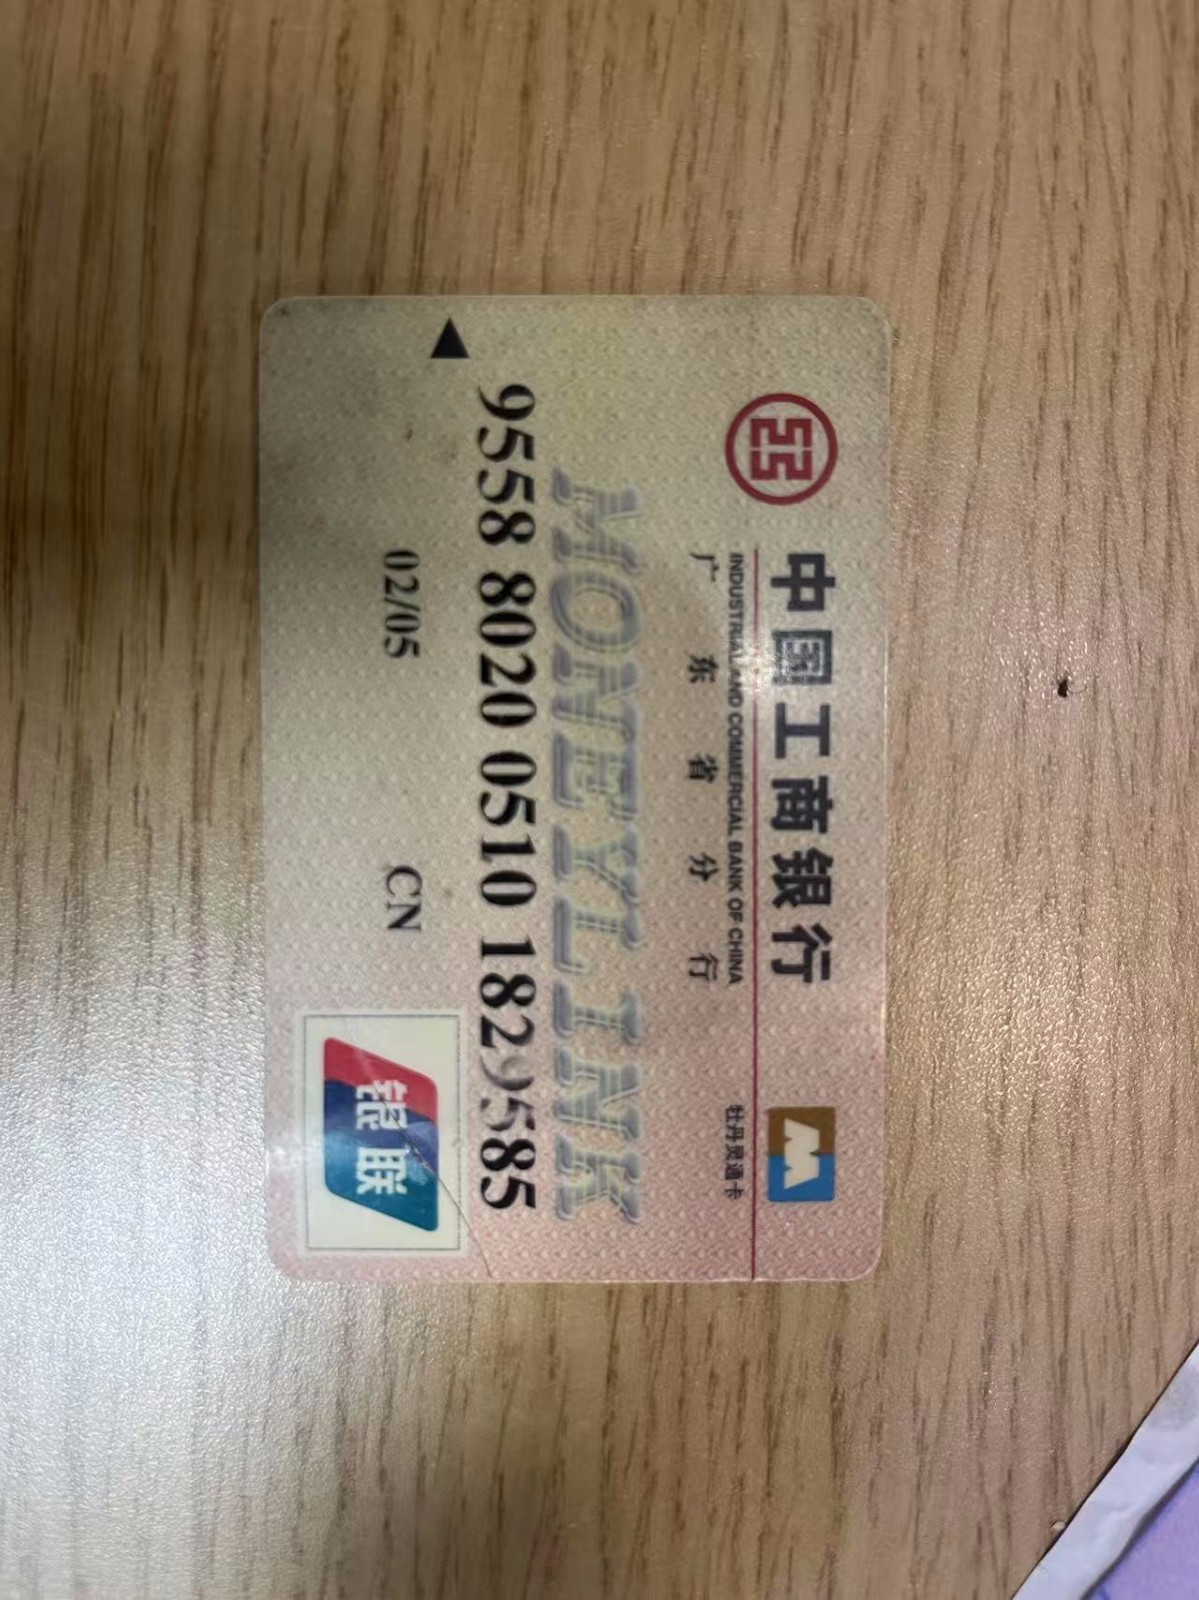 中国工商银行
INDUSTRIAL AND COMMERCIAL BANK OF CHINA
广东省分行
牡丹灵通卡
MONEYLINK
9558 8020 0510 1829585
02/05 CN
银联